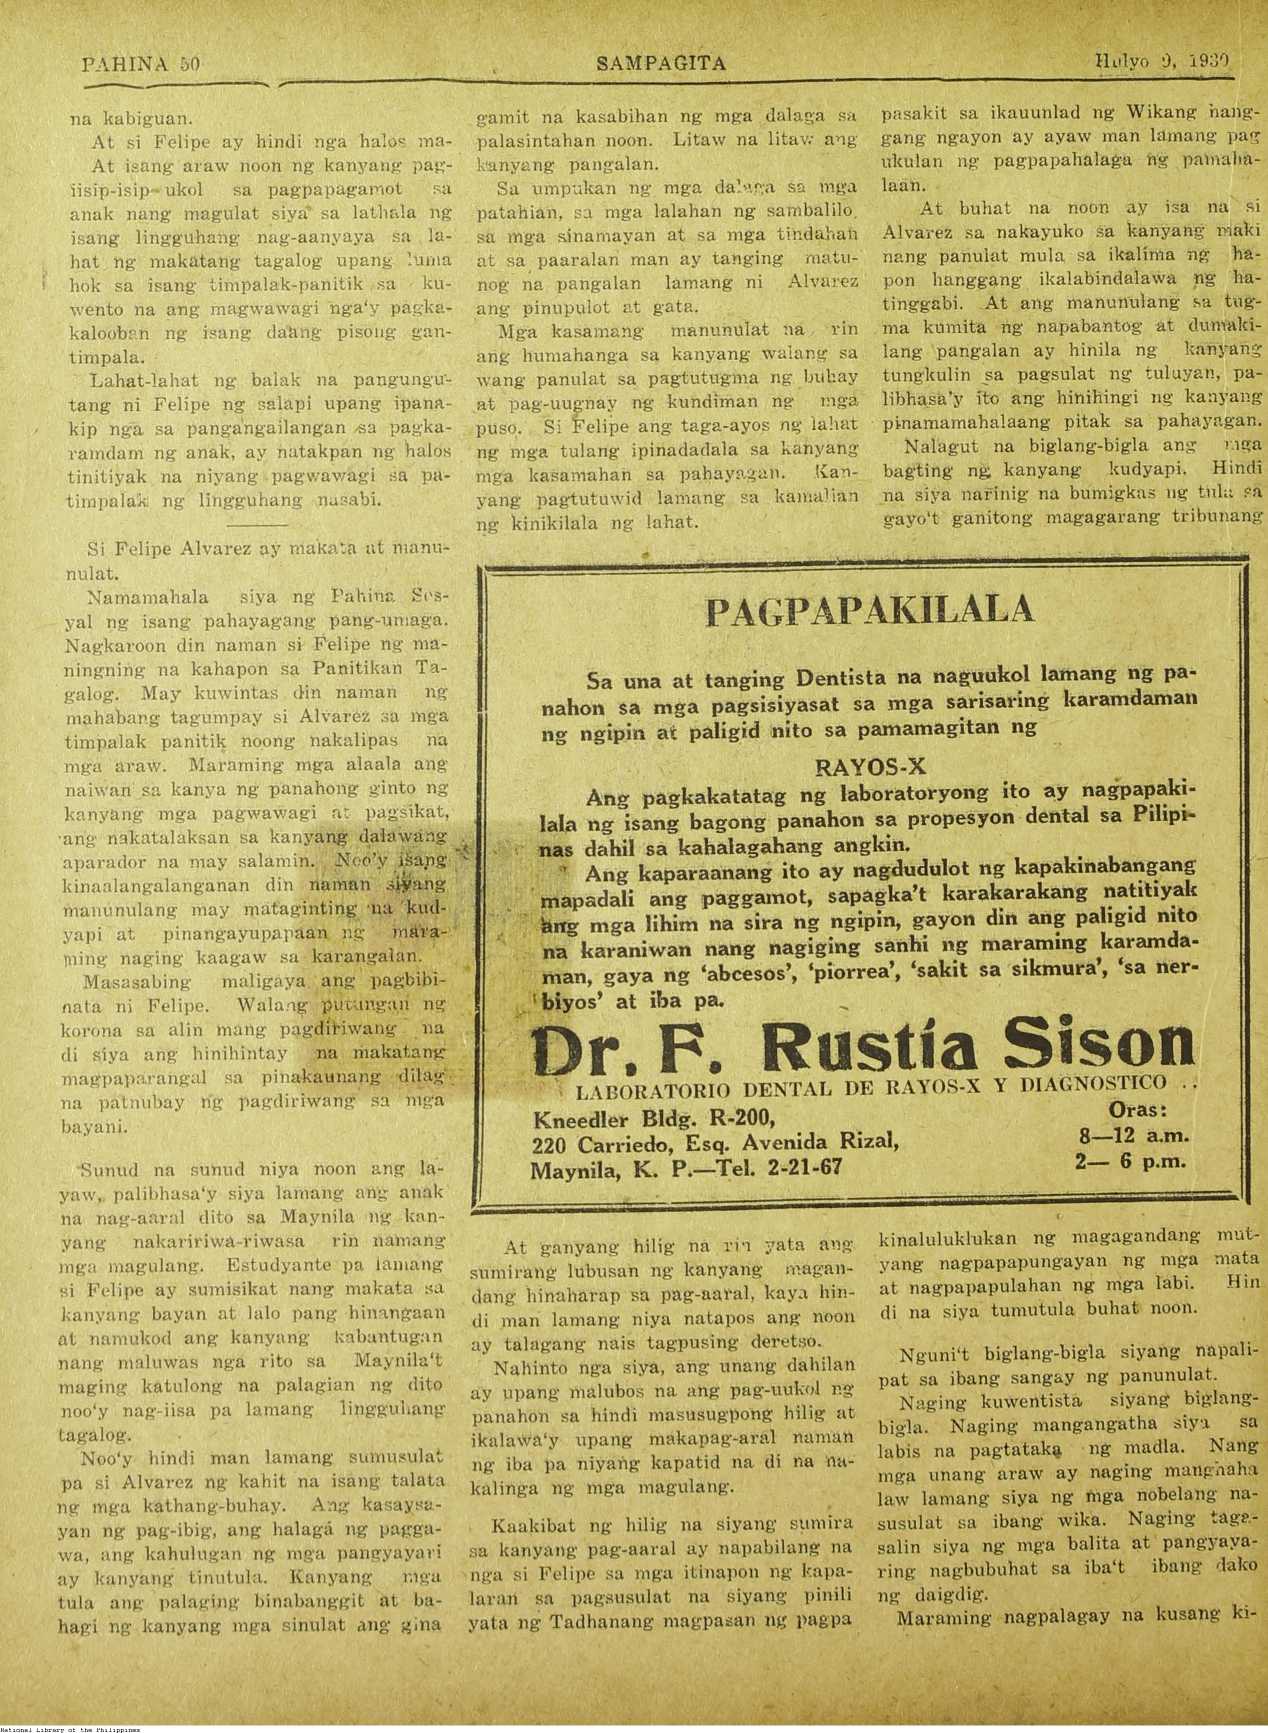 PAHINA 50
SAMPAGITA
Hulyo 9, 1930
na kabiguan.
At si Felipe ay hindi nga halos ma-
At isang araw noon ng kanyang pag-
iisip-isip ukol sa pagpapagamot sa
anak nang magulat siya sa lathala ng
isang lingguhang nag-aanyaya sa la-
hat ng makatang tagalog upang luma
hok sa isang timpalak-panitik sa ku-
wento na ang magwawagi nga'y pagka-
kalooban ng isang daang pisong gan-
timpala.
Lahat-lahat ng balak na pangungu-
tang ni Felipe ng salapi upang ipana-
kip nga sa pangangailangan sa pagka-
ramdam ng anak, ay natakpan ng halos
tinitiyak na niyang pagwawagi sa pa-
timpalak ng lingguhang nasabi.
Si Felipe Alvarez ay makata at manu-
nulat.
Namamahala siya ng Pahina Sos-
yal ng isang pahayagang pang-umaga.
Nagkaroon din naman si Felipe ng ma-
ningning na kahapon sa Panitikan Ta-
galog. May kuwintas din naman ng
mahabang tagumpay si Alvarez sa mga
timpalak panitik noong nakalipas na
mga araw. Maraming mga alaala ang
naiwan sa kanya ng panahong ginto ng
kanyang mga pagwawagi at pagsikat,
ang nakatalaksan sa kanyang dalawang
aparador na may salamin. Noo'y isang
kinaalangalanganan din naman siyang
manunulang may mataginting na kud-
yapi at pinangayupapaan ng mara-
ming naging kaagaw sa karangalan.
Masasabing maligaya ang pagbibi-
nata ni Felipe. Walang putungan ng
korona sa alin mang pagdiriwang na
di siya ang hinihintay na makatang
magpaparangal sa pinakaunang dilag
na patnubay ng pagdiriwang sa mga
bayani.
Sunud na sunud niya noon ang la-
yaw, palibhasa'y siya lamang ang anak
na nag-aaral dito sa Maynila ng kan-
yang nakaririwa-riwasa rin namang
mga magulang. Estudyante pa lamang
si Felipe ay sumisikat nang makata sa
kanyang bayan at lalo pang hinangaan
at namukod ang kanyang kabantugan
nang maluwas nga rito sa Maynila't
maging katulong na palagian ng dito
noo'y nag-iisa pa lamang lingguhang
tagalog.
Noo'y hindi man lamang sumusulat
pa si Alvarez ng kahit na isang talata
ng mga kathang-buhay. Ang kasaysa-
yan ng pag-ibig, ang halaga ng pagga-
wa, ang kahulugan ng mga pangyayari
ay kanyang tinutula. Kanyang mga
tula ang palaging binabanggit at ba-
hagi ng kanyang mga sinulat ang gina
gamit na kasabihan ng mga dalaga sa
palasintahan noon. Litaw na litaw ang
kanyang pangalan.
Sa umpukan ng mga dalaga sa mga
patahian, sa mga lalahan ng sambalilo,
sa mga sinamayan at sa mga tindahan
at sa paaralan man ay tanging matu-
nog na pangalan lamang ni Alvarez
ang pinupulot at gata.
Mga kasamang manunulat na rin
ang humahanga sa kanyang walang sa
wang panulat sa pagtutugma ng buhay
at pag-uugnay ng kundiman ng mga
puso. Si Felipe ang taga-ayos ng lahat
ng mga tulang ipinadadala sa kanyang
mga kasamahan sa pahayagan. Kan-
yang pagtutuwid lamang sa kamalian
ng kinikilala ng lahat.
pasakit sa ikauunlad ng Wikang hang-
gang ngayon ay ayaw man lamang pag
ukulan ng pagpapahalaga ng pamaha-
laan.
At buhat na noon ay isa na si
Alvarez sa nakayuko sa kanyang maki
nang panulat mula sa ikalima ng ha-
pon hanggang ikalabindalawa ng ha-
tinggabi. At ang manunulang sa tug-
ma kumita ng napabantog at dumaki-
lang pangalan ay hinila ng kanyang
tungkulin sa pagsulat ng tuluyan, pa-
libhasa'y ito ang hinihingi ng kanyang
pinamamahalaang pitak sa pahayagan.
Nalagut na biglang-bigla ang mga
bagting ng kanyang kudyapi. Hindi
na siya narinig na bumigkas ng tula sa
gayo't ganitong magagarang tribunang
PAGPAPAKILALA
Sa una at tanging Dentista na naguukol lamang ng pa-
nahon sa mga pagsisiyasat sa mga sarisaring karamdaman
ng ngipin at paligid nito sa pamamagitan ng
RAYOS-X
Ang pagkakatatag ng laboratoryong ito ay nagpapaki-
lala ng isang bagong panahon sa propesyon dental sa Pilipi-
nas dahil sa kahalagahang angkin.
Ang kaparaanang ito ay nagdudulot ng kapakinabangang
mapadali ang paggamot, sapagka't karakarakang natitiyak
ang mga lihim na sira ng ngipin, gayon din ang paligid nito
na karaniwan nang nagiging sanhi ng maraming karamda-
man, gaya ng 'abcesos', 'piorrea', 'sakit sa sikmura', 'sa ner-
biyos' at iba pa.
Dr. F. Rustía Sison
LABORATORIO DENTAL DE RAYOS-X Y DIAGNOSTICO ..
Kneedler Bldg. R-200,
220 Carriedo, Esq. Avenida Rizal,
Maynila, K. P.—Tel. 2-21-67
Oras:
8—12 a.m.
2— 6 p.m.
At ganyang hilig na rin yata ang
sumirang lubusan ng kanyang magan-
dang hinaharap sa pag-aaral, kaya hin-
di man lamang niya natapos ang noon
ay talagang nais tagpusing deretso.
Nahinto nga siya, ang unang dahilan
ay upang malubos na ang pag-uukol ng
panahon sa hindi masusugpong hilig at
ikalawa'y upang makapag-aral naman
ng iba pa niyang kapatid na di na na-
kalinga ng mga magulang.
Kaakibat ng hilig na siyang sumira
sa kanyang pag-aaral ay napabilang na
nga si Felipe sa mga itinapon ng kapa-
laran sa pagsusulat na siyang pinili
yata ng Tadhanang magpasan ng pagpa
kinaluluklukan ng magagandang mut-
yang nagpapapungayan ng mga mata
at nagpapapulahan ng mga labi. Hin
di na siya tumutula buhat noon.
Nguni't biglang-bigla siyang napali-
pat sa ibang sangay ng panunulat.
Naging kuwentista siyang biglang-
bigla. Naging mangangatha siya sa
labis na pagtataka ng madla. Nang
mga unang araw ay naging manghaha
law lamang siya ng mga nobelang na-
susulat sa ibang wika. Naging taga-
salin siya ng mga balita at pangyaya-
ring nagbubuhat sa iba't ibang dako
ng daigdig.
Maraming nagpalagay na kusang ki-
National Library of the Philippines